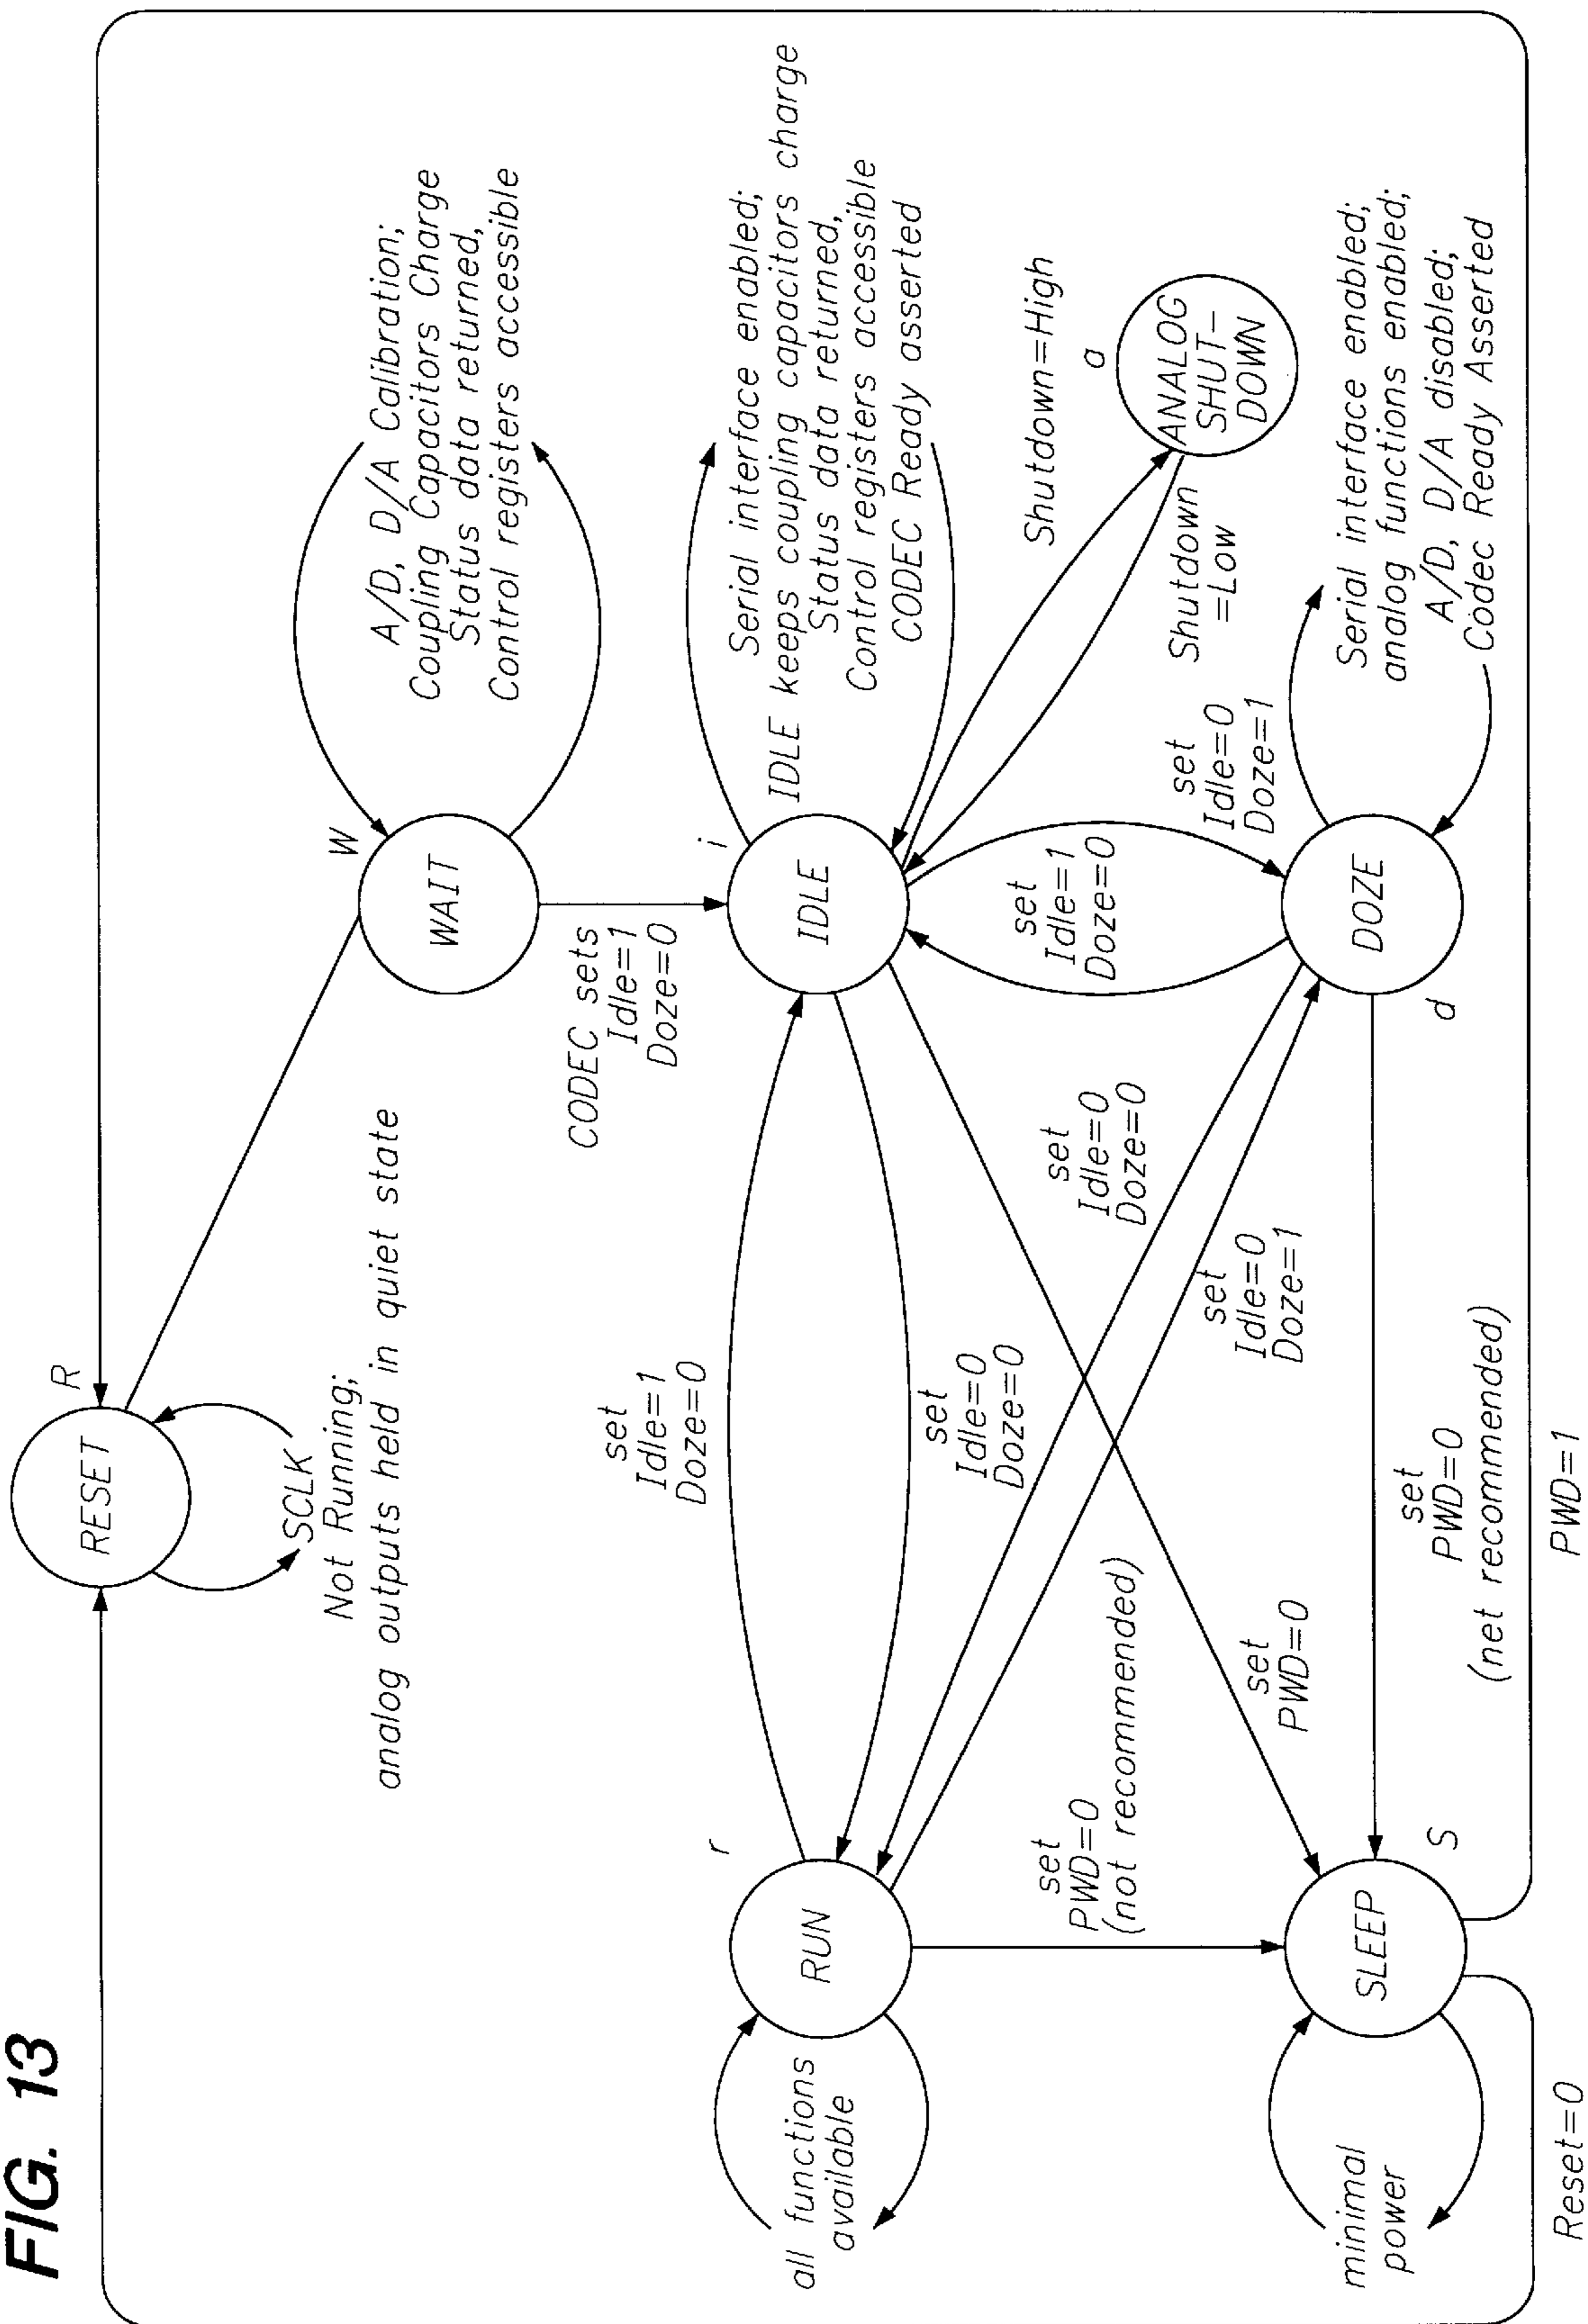 FIG. 13
RESET
R
SCLK
Not Running;
analog outputs held in quiet state
W
WAIT
A/D, D/A Calibration;
Coupling Capacitors Charge
Status data returned,
Control registers accessible
CODEC sets
Idle=1
Doze=0
set
Idle=1
Doze=0
i
IDLE
Serial interface enabled;
IDLE keeps coupling capacitors charge
Status data returned,
Control registers accessible
CODEC Ready asserted
r
RUN
all functions
available
set
Idle=0
Doze=0
set
Idle=0
Doze=0
set
Idle=1
Doze=0
Shutdown=High
a
ANALOG
SHUT-
DOWN
Shutdown
=Low
set
Idle=0
Doze=1
set
PWD=0
(not recommended)
set
Idle=0
Doze=1
set
PWD=0
DOZE
d
Serial interface enabled;
analog functions enabled;
A/D, D/A disabled;
Codec Ready Asserted
SLEEP
S
minimal
power
set
PWD=0
(net recommended)
Reset=0
PWD=1